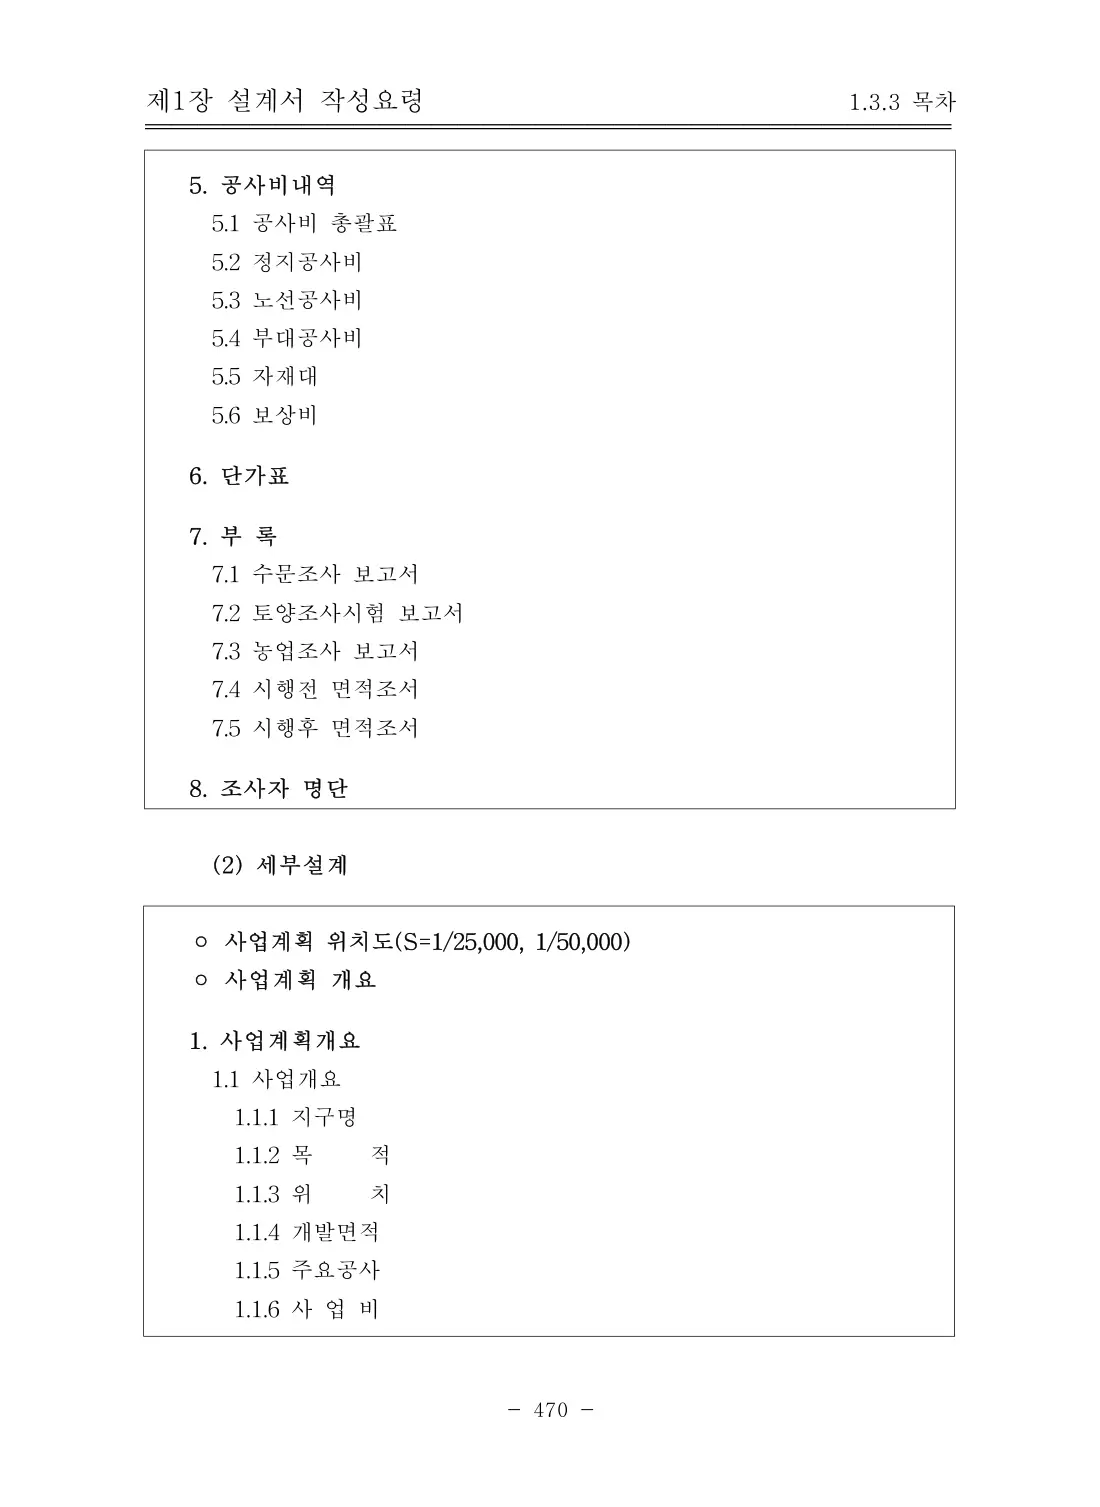 제1장 설계서 작성요령 1.3.3 목차
5. 공사비내역
5.1 공사비 총괄표
5.2 정지공사비
5.3 노선공사비
5.4 부대공사비
5.5 자재대
5.6 보상비
6. 단가표
7. 부 록
7.1 수문조사 보고서
7.2 토양조사시험 보고서
7.3 농업조사 보고서
7.4 시행전 면적조서
7.5 시행후 면적조서
8. 조사자 명단
(2) 세부설계
○ 사업계획 위치도(S=1/25,000, 1/50,000)
○ 사업계획 개요
1. 사업계획개요
1.1 사업개요
1.1.1 지구명
1.1.2 목 적
1.1.3 위 치
1.1.4 개발면적
1.1.5 주요공사
1.1.6 사 업 비
- 470 -